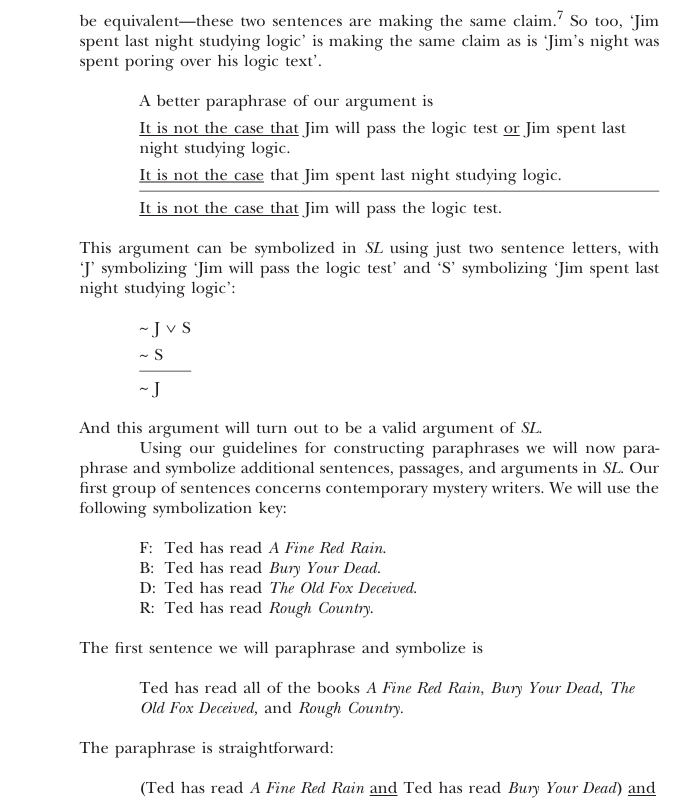 be equivalent—these two sentences are making the same claim.7 So too, ‘Jim
spent last night studying logic’ is making the same claim as is ‘Jim’s night was
spent poring over his logic text’.
A better paraphrase of our argument is
It is not the case that Jim will pass the logic test or Jim spent last
night studying logic.
It is not the case that Jim spent last night studying logic.
It is not the case that Jim will pass the logic test.
This argument can be symbolized in SL using just two sentence letters, with
‘J’ symbolizing ‘Jim will pass the logic test’ and ‘S’ symbolizing ‘Jim spent last
night studying logic’:
~ J ∨ S
~ S
~ J
And this argument will turn out to be a valid argument of SL.
Using our guidelines for constructing paraphrases we will now para-
phrase and symbolize additional sentences, passages, and arguments in SL. Our
first group of sentences concerns contemporary mystery writers. We will use the
following symbolization key:
F: Ted has read A Fine Red Rain.
B: Ted has read Bury Your Dead.
D: Ted has read The Old Fox Deceived.
R: Ted has read Rough Country.
The first sentence we will paraphrase and symbolize is
Ted has read all of the books A Fine Red Rain, Bury Your Dead, The
Old Fox Deceived, and Rough Country.
The paraphrase is straightforward:
(Ted has read A Fine Red Rain and Ted has read Bury Your Dead) and